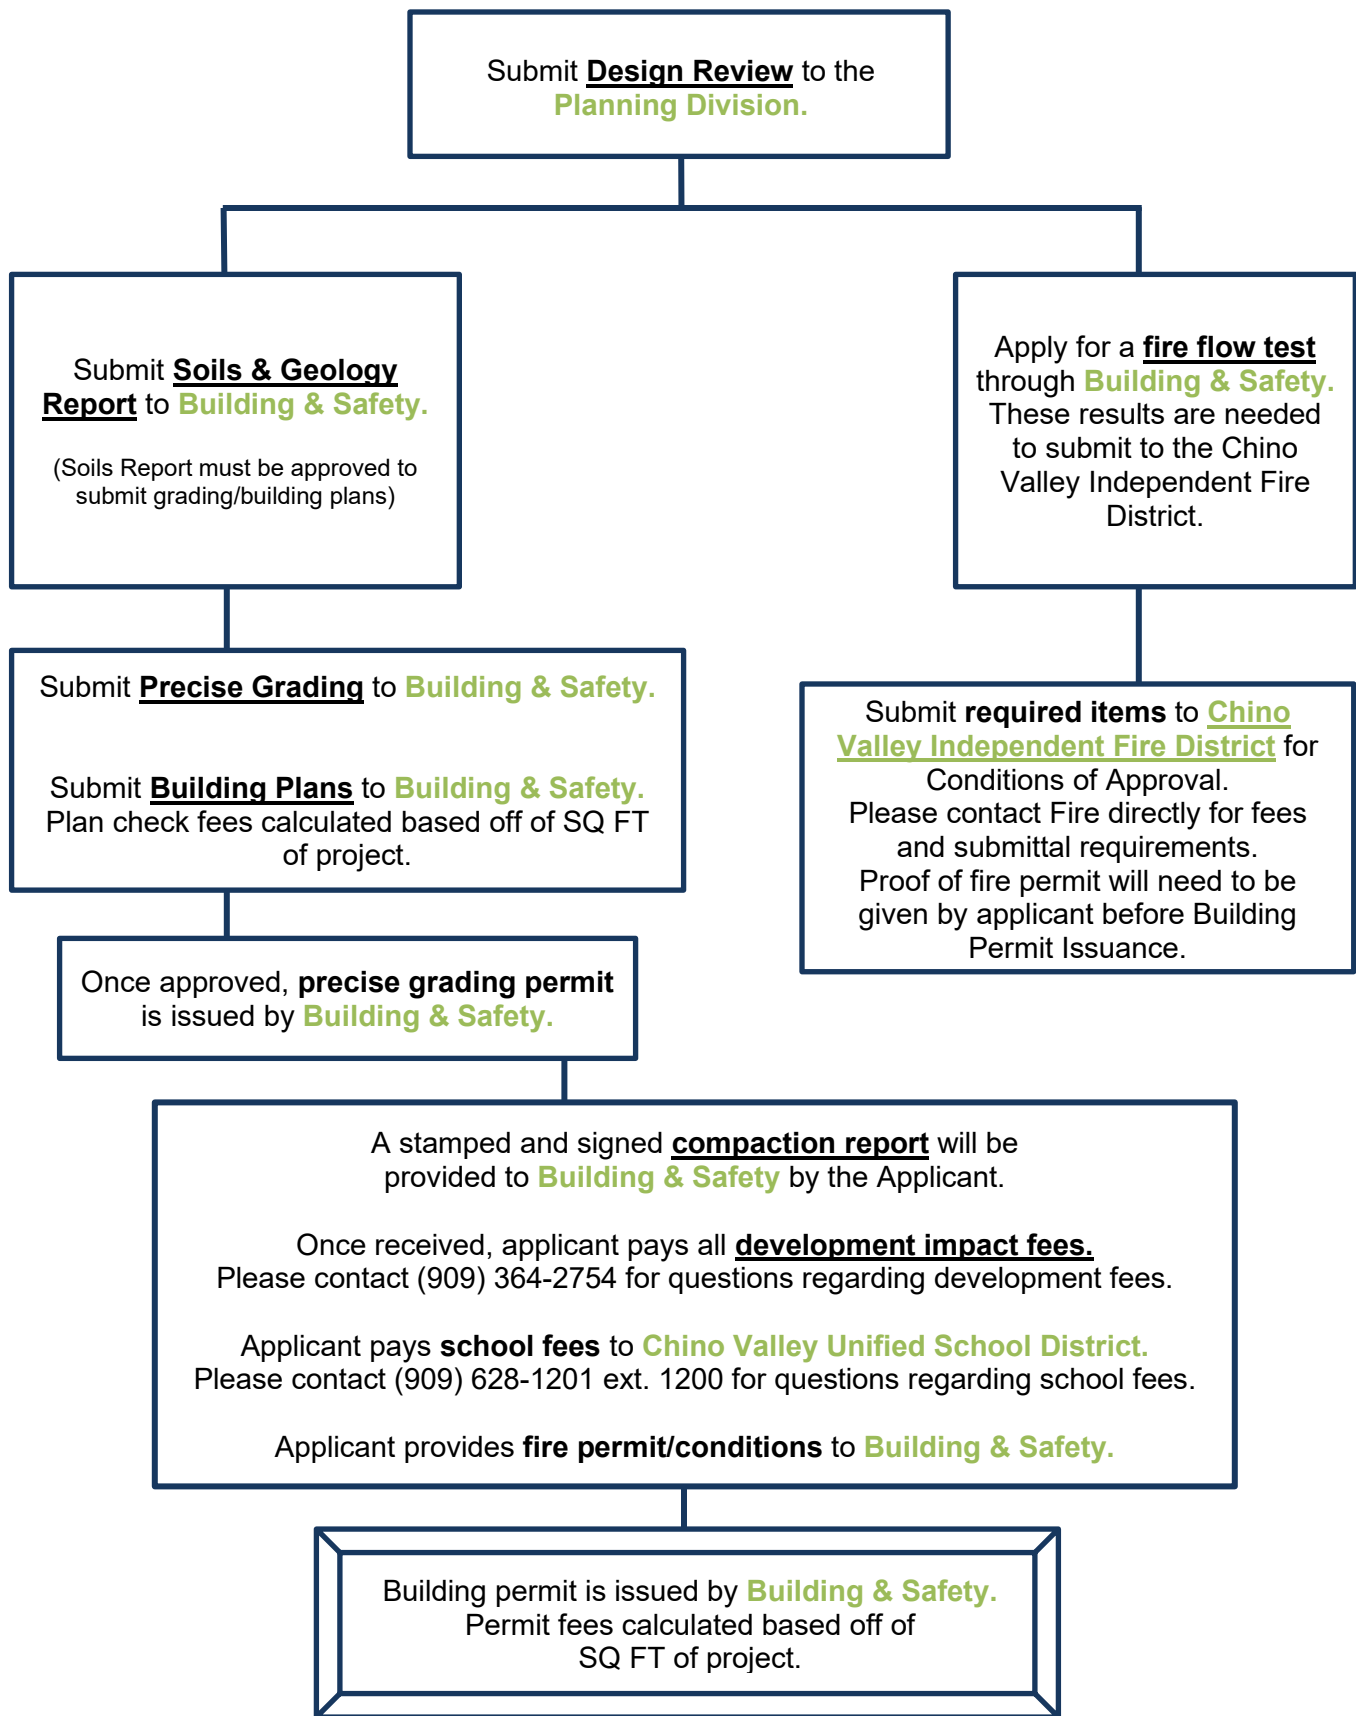 Submit Design Review to the
Planning Division.
Submit Soils & Geology
Report to Building & Safety.
(Soils Report must be approved to
submit grading/building plans)
Apply for a fire flow test
through Building & Safety.
These results are needed
to submit to the Chino
Valley Independent Fire
District.
Submit Precise Grading to Building & Safety.
Submit Building Plans to Building & Safety.
Plan check fees calculated based off of SQ FT
of project.
Submit required items to Chino
Valley Independent Fire District for
Conditions of Approval.
Please contact Fire directly for fees
and submittal requirements.
Proof of fire permit will need to be
given by applicant before Building
Permit Issuance.
Once approved, precise grading permit
is issued by Building & Safety.
A stamped and signed compaction report will be
provided to Building & Safety by the Applicant.
Once received, applicant pays all development impact fees.
Please contact (909) 364-2754 for questions regarding development fees.
Applicant pays school fees to Chino Valley Unified School District.
Please contact (909) 628-1201 ext. 1200 for questions regarding school fees.
Applicant provides fire permit/conditions to Building & Safety.
Building permit is issued by Building & Safety.
Permit fees calculated based off of
SQ FT of project.